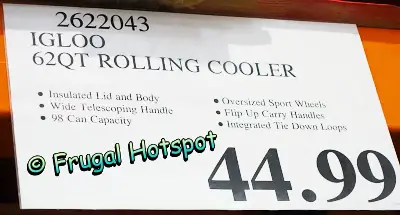 2622043
IGLOO
62QT ROLLING COOLER
• Insulated Lid and Body
• Wide Telescoping Handle
• 98 Can Capacity
• Oversized Sport Wheels
• Flip Up Carry Handles
• Integrated Tie Down Loops
© Frugal Hotspot
44.99